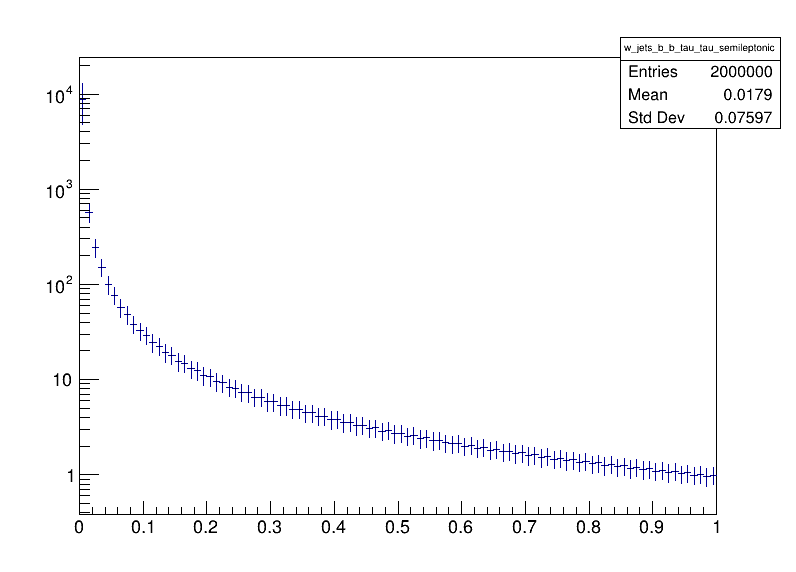 w_jets_b_b_tau_tau_semileptonic
Entries 2000000
Mean 0.0179
Std Dev 0.07597
10^4
10^3
10^2
10
1
0 0.1 0.2 0.3 0.4 0.5 0.6 0.7 0.8 0.9 1